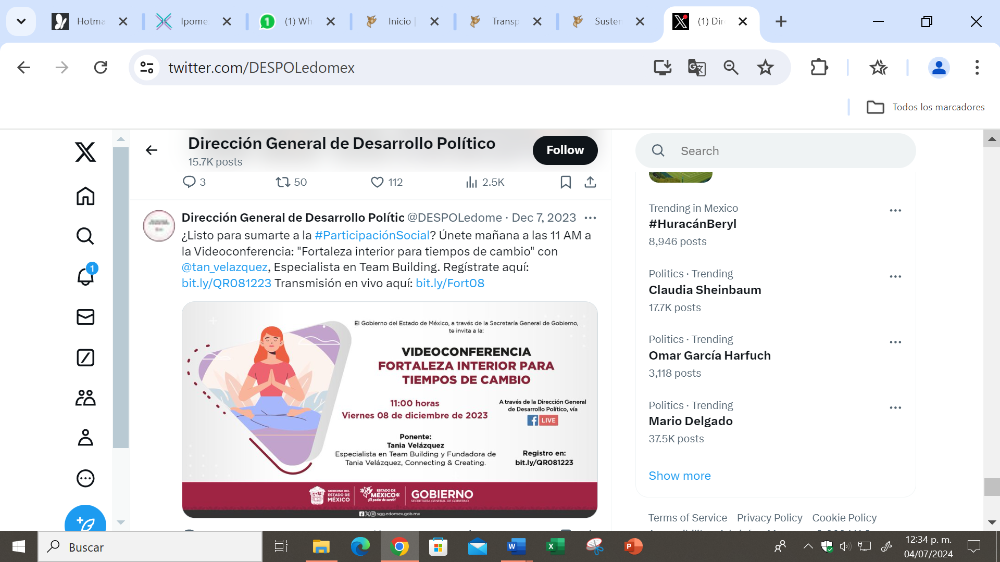 Hotma
Ipome
(1) Wh
Inicio |
Transp
Susten
(1) Dir
twitter.com/DESPOLedomex
Todos los marcadores
Dirección General de Desarrollo Político
15.7K posts
Follow
Search
3
50
112
2.5K
Dirección General de Desarrollo Polític @DESPOLedome · Dec 7, 2023
¿Listo para sumarte a la #ParticipaciónSocial? Únete mañana a las 11 AM a
la Videoconferencia: "Fortaleza interior para tiempos de cambio" con
@tan_velazquez, Especialista en Team Building. Regístrate aquí:
bit.ly/QR081223 Transmisión en vivo aquí: bit.ly/Fort08
El Gobierno del Estado de México, a través de la Secretaría General de Gobierno,
te invita a la:
VIDEOCONFERENCIA
FORTALEZA INTERIOR PARA
TIEMPOS DE CAMBIO
11:00 horas
Viernes 08 de diciembre de 2023
A través de la Dirección General
de Desarrollo Político, vía
LIVE
Ponente:
Tania Velázquez
Especialista en Team Building y Fundadora de
Tania Velázquez, Connecting & Creating.
Registro en:
bit.ly/QR081223
GOBIERNO DEL
ESTADO DE
MÉXICO
ESTADO DE
MÉXICO
¡El poder de servir!
GOBIERNO
SECRETARÍA GENERAL DE GOBIERNO
sgg.edomex.gob.mx
Trending in Mexico
#HuracánBeryl
8,946 posts
Politics · Trending
Claudia Sheinbaum
17.7K posts
Politics · Trending
Omar García Harfuch
3,118 posts
Politics · Trending
Mario Delgado
37.5K posts
Show more
Terms of Service Privacy Policy Cookie Policy
1
Buscar
12:34 p. m.
04/07/2024